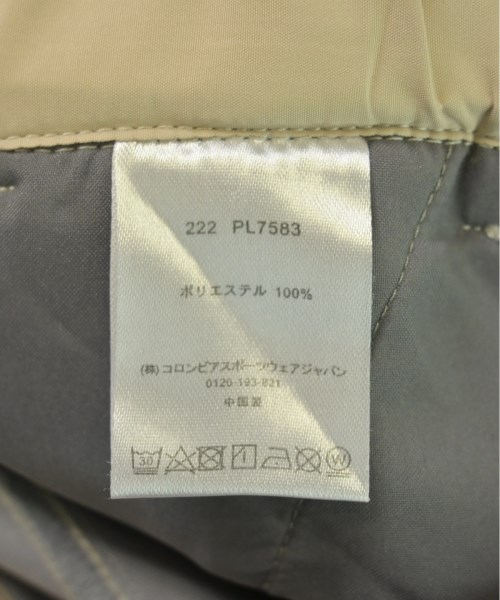 222 PL7583
ポリエステル 100%
(株)コロンビアスポーツウェアジャパン
0120-193-821
中国製
30
W